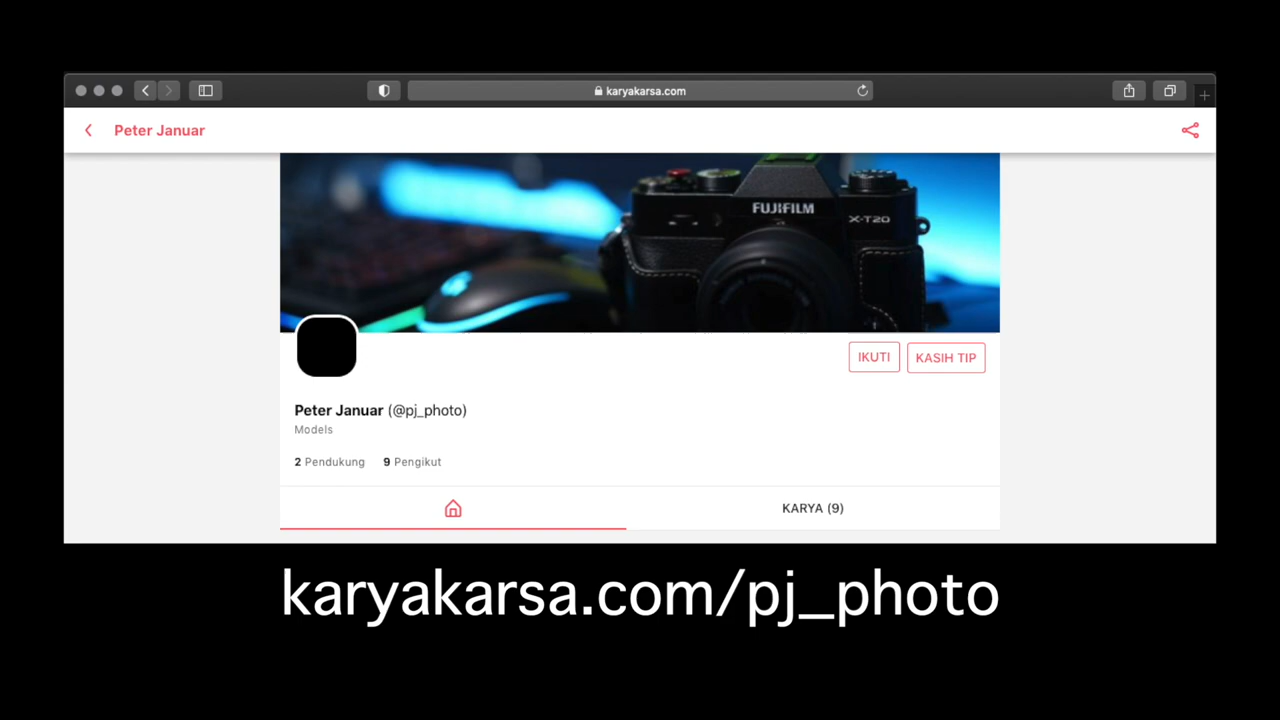 karyakarsa.com
Peter Januar
FUJIFILM
X-T20
IKUTI
KASIH TIP
Peter Januar (@pj_photo)
Models
2 Pendukung 9 Pengikut
KARYA (9)
karyakarsa.com/pj_photo